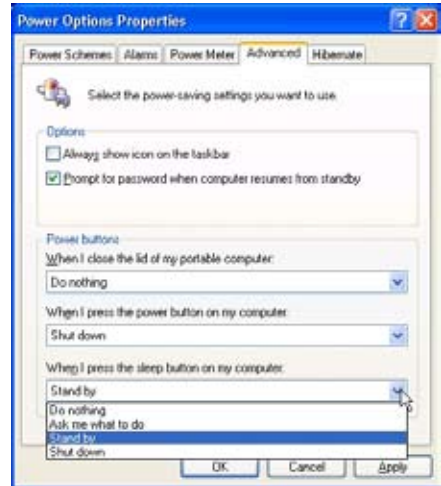 Power Options Properties
Power Schemes Alarms Power Meter Advanced Hibernate
Select the power-saving settings you want to use.
Options
Always show icon on the taskbar
Prompt for password when computer resumes from standby
Power buttons
When I close the lid of my portable computer:
Do nothing
When I press the power button on my computer:
Shut down
When I press the sleep button on my computer:
Stand by
Do nothing
Ask me what to do
Stand by
Shut down
OK Cancel Apply